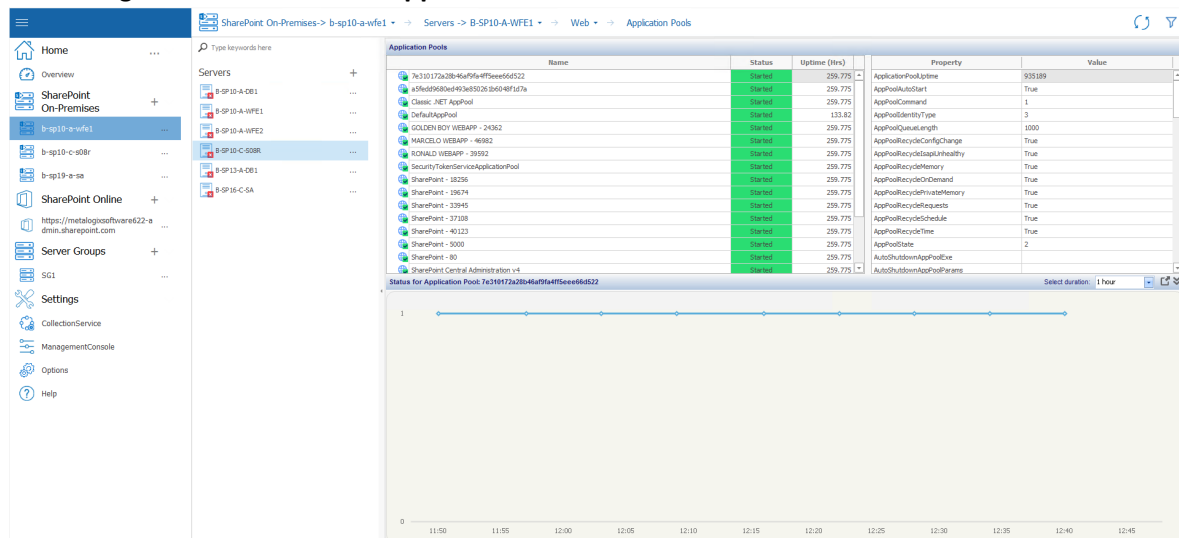 SharePoint On-Premises-> b-sp10-a-wfe1 → Servers -> B-SP10-A-WFE1 → Web → Application Pools
Home ...
Overview
SharePoint
On-Premises +
b-sp10-a-wfe1 ...
b-sp10-c-s08r ...
b-sp19-a-sa ...
SharePoint Online +
https://metalogixsoftware622-a
dmin.sharepoint.com ...
Server Groups +
SG1 ...
Settings
CollectionService
ManagementConsole
Options
Help
Type keywords here
Servers +
B-SP10-A-DB1 ...
B-SP10-A-WFE1 ...
B-SP10-A-WFE2 ...
B-SP10-C-S08R ...
B-SP13-A-DB1 ...
B-SP16-C-SA ...
Application Pools
Name Status Uptime (Hrs)
7e310172a28b46af9fa4ff5eee66d522 Started 259.775
a5fedd9680ed493e850261b6048f1d7a Started 259.775
Classic .NET AppPool Started 259.775
DefaultAppPool Started 133.82
GOLDEN BOY WEBAPP - 24362 Started 259.775
MARCELO WEBAPP - 46982 Started 259.775
RONALD WEBAPP - 39592 Started 259.775
SecurityTokenServiceApplicationPool Started 259.775
SharePoint - 18256 Started 259.775
SharePoint - 19674 Started 259.775
SharePoint - 33945 Started 259.775
SharePoint - 37108 Started 259.775
SharePoint - 40123 Started 259.775
SharePoint - 5000 Started 259.775
SharePoint - 80 Started 259.775
SharePoint Central Administration v4 Started 259.775
Property Value
ApplicationPoolUptime 935189
AppPoolAutoStart True
AppPoolCommand 1
AppPoolIdentityType 3
AppPoolQueueLength 1000
AppPoolRecycleConfigChange True
AppPoolRecycleIsapiUnhealthy True
AppPoolRecycleMemory True
AppPoolRecycleOnDemand True
AppPoolRecyclePrivateMemory True
AppPoolRecycleRequests True
AppPoolRecycleSchedule True
AppPoolRecycleTime True
AppPoolState 2
AutoShutdownAppPoolExe
AutoShutdownAppPoolParams
Status for Application Pool: 7e310172a28b46af9fa4ff5eee66d522 Select duration: 1 hour
1
0
11:50 11:55 12:00 12:05 12:10 12:15 12:20 12:25 12:30 12:35 12:40 12:45